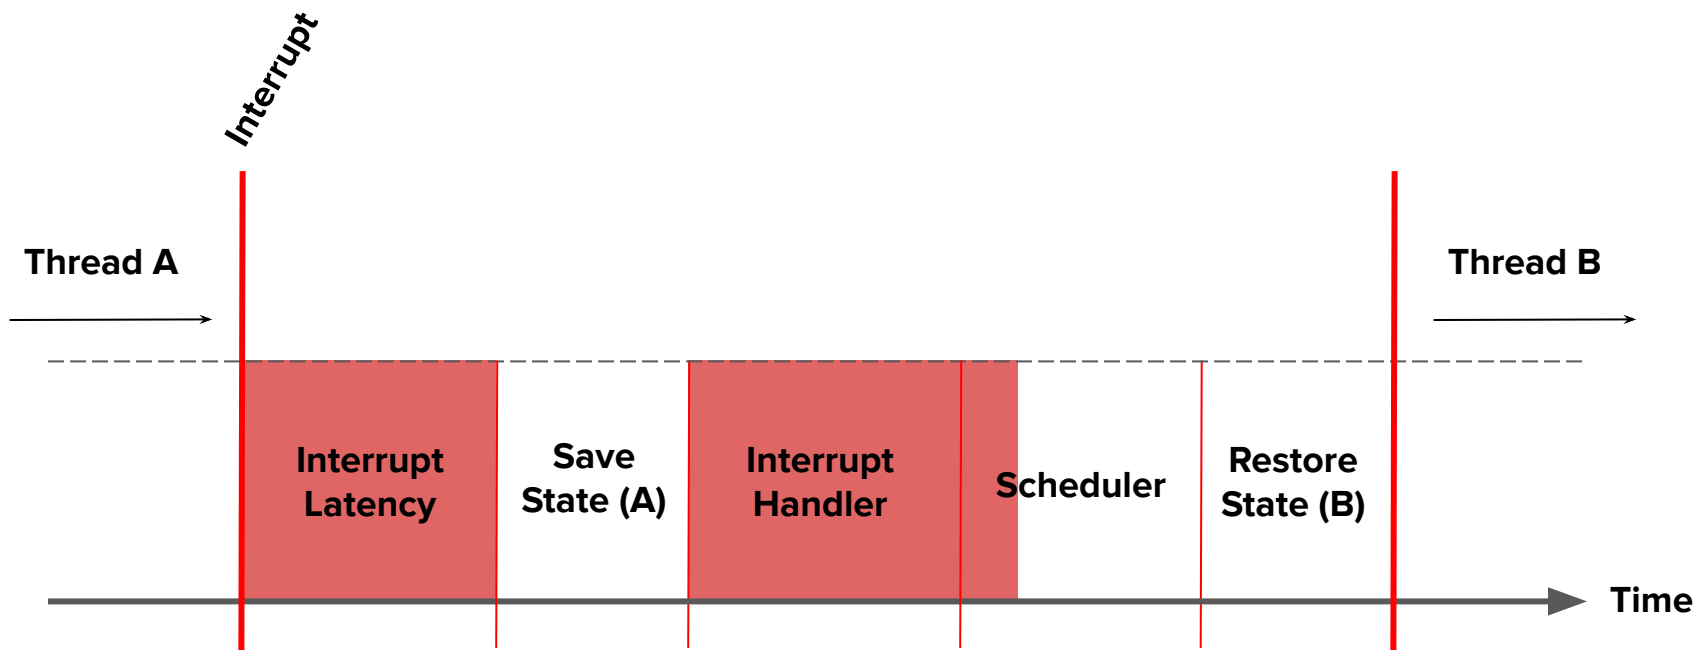 Interrupt
Thread A
Thread B
Interrupt
Latency
Save
State (A)
Interrupt
Handler
Scheduler
Restore
State (B)
Time